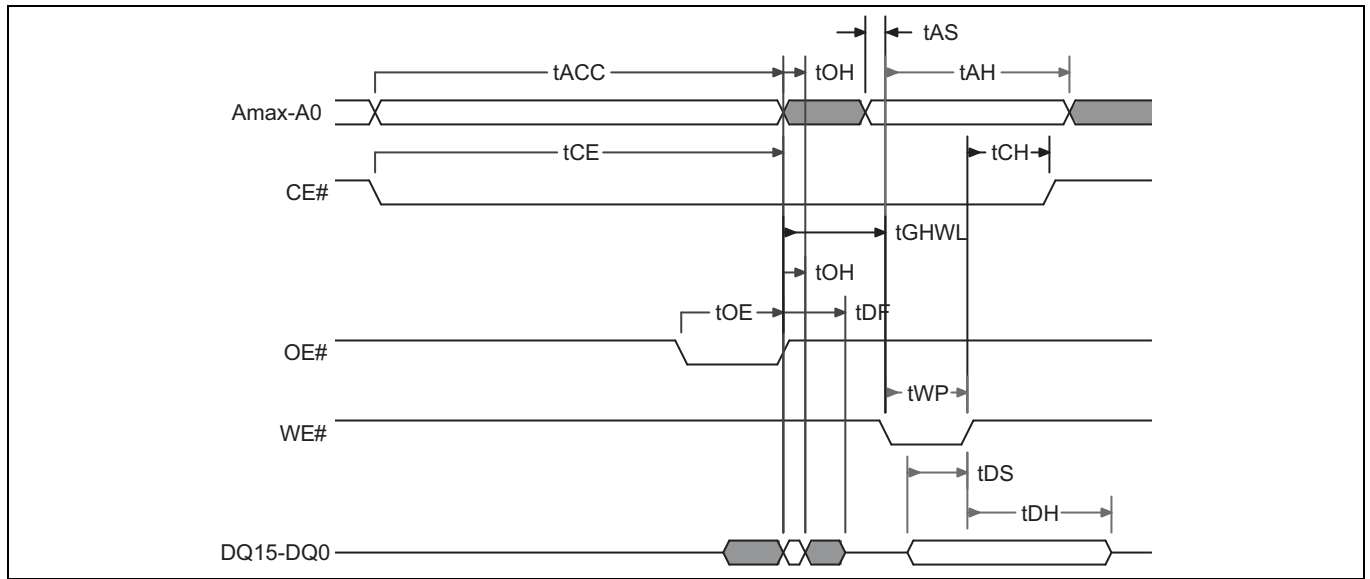 tAS
tACC
tOH
tAH
Amax-A0
tCE
tCH
CE#
tGHWL
tOH
tOE
tDF
OE#
tWP
WE#
tDS
tDH
DQ15-DQ0